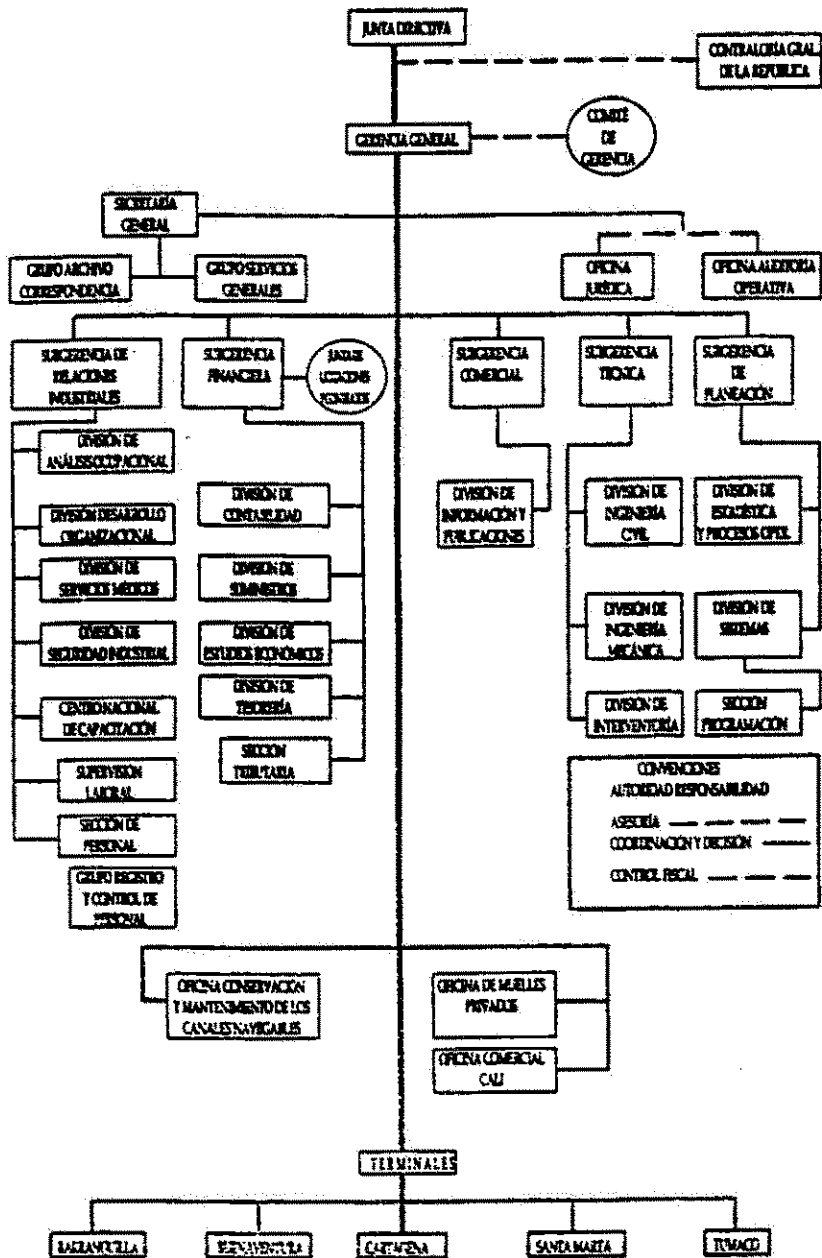 JUNTA DIRECTIVA
CONTRALORÍA GRAL.
DE LA REPÚBLICA
GERENCIA GENERAL
COMITÉ
DE
GERENCIA
SECRETARÍA
GENERAL
GRUPO ARCHIVO
CORRESPONDENCIA
GRUPO SERVICIOS
GENERALES
OFICINA
JURÍDICA
OFICINA AUDITORIA
OPERATIVA
SUBGERENCIA DE
RELACIONES
INDUSTRIALES
SUBGERENCIA
FINANCIERA
JUNTA DE
SUBGERENCIA
COMERCIAL
SUBGERENCIA
TÉCNICA
SUBGERENCIA
DE
PLANEACIÓN
DIVISIÓN DE
ANÁLISIS OCUPACIONAL
DIVISIÓN DESARROLLO
ORGANIZACIONAL
DIVISIÓN DE
SERVICIOS MÉDICOS
DIVISIÓN DE
SEGURIDAD INDUSTRIAL
CENTRO NACIONAL
DE CAPACITACIÓN
SUPERVISIÓN
LABORAL
SECCIÓN DE
PERSONAL
GRUPO REGISTRO
Y CONTROL DE
PERSONAL
DIVISIÓN DE
CONTABILIDAD
DIVISIÓN DE
SUMINISTROS
DIVISIÓN DE
ESTUDIOS ECONÓMICOS
DIVISIÓN DE
TESORERÍA
SECCIÓN
TRIBUTARIA
DIVISIÓN DE
INFORMACIÓN Y
PUBLICACIONES
DIVISIÓN DE
INGENIERÍA
CIVIL
DIVISIÓN DE
INGENIERÍA
MECÁNICA
DIVISIÓN DE
INTERVENTORÍA
DIVISIÓN DE
ESTADÍSTICA
Y PROCESOS
DIVISIÓN DE
SISTEMAS
SECCIÓN
PROGRAMACIÓN
CONVENCIONES
AUTORIDAD RESPONSABILIDAD
ASESORÍA
COORDINACIÓN Y DECISIÓN
CONTROL FISCAL
OFICINA CONSERVACIÓN
Y MANTENIMIENTO DE LOS
CANALES NAVEGABLES
OFICINA DE MUELLES
PRIVADOS
OFICINA COMERCIAL
CALI
TERMINALES
BARRANQUILLA
BUENAVENTURA
CARTAGENA
SANTA MARTA
TUMACO